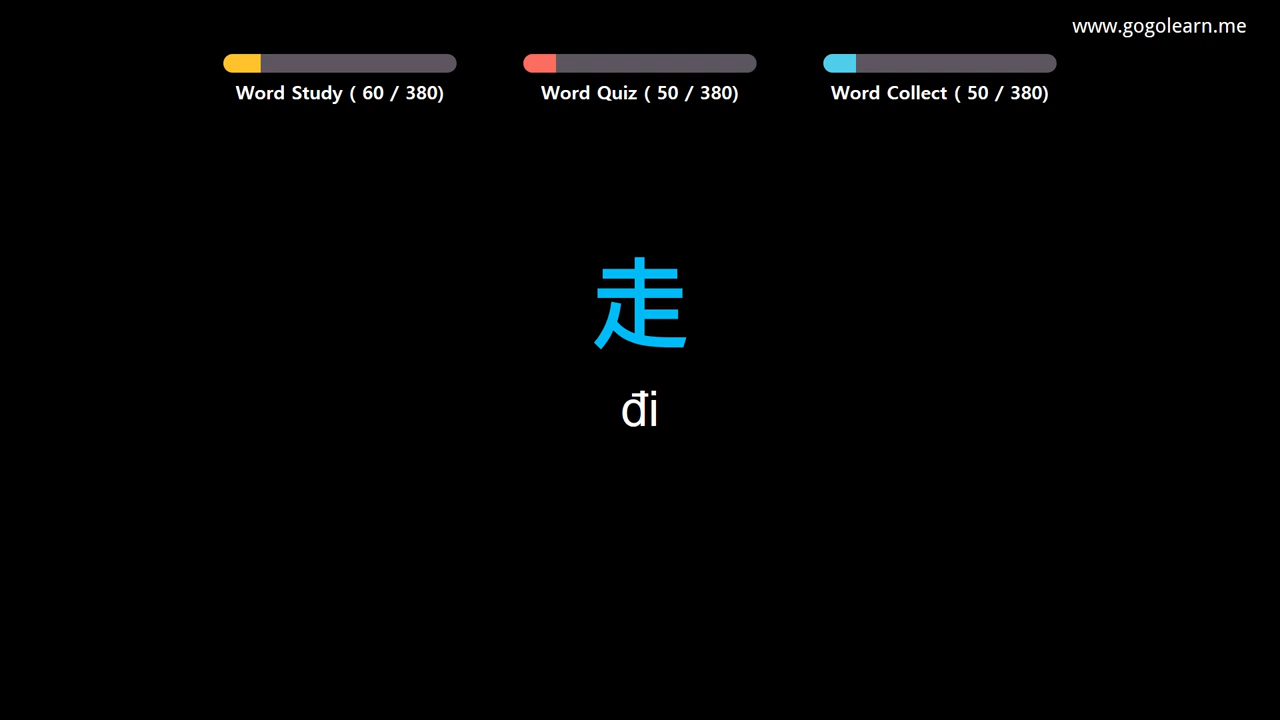 www.gogolearn.me
Word Study ( 60 / 380)
Word Quiz ( 50 / 380)
Word Collect ( 50 / 380)
走
đi